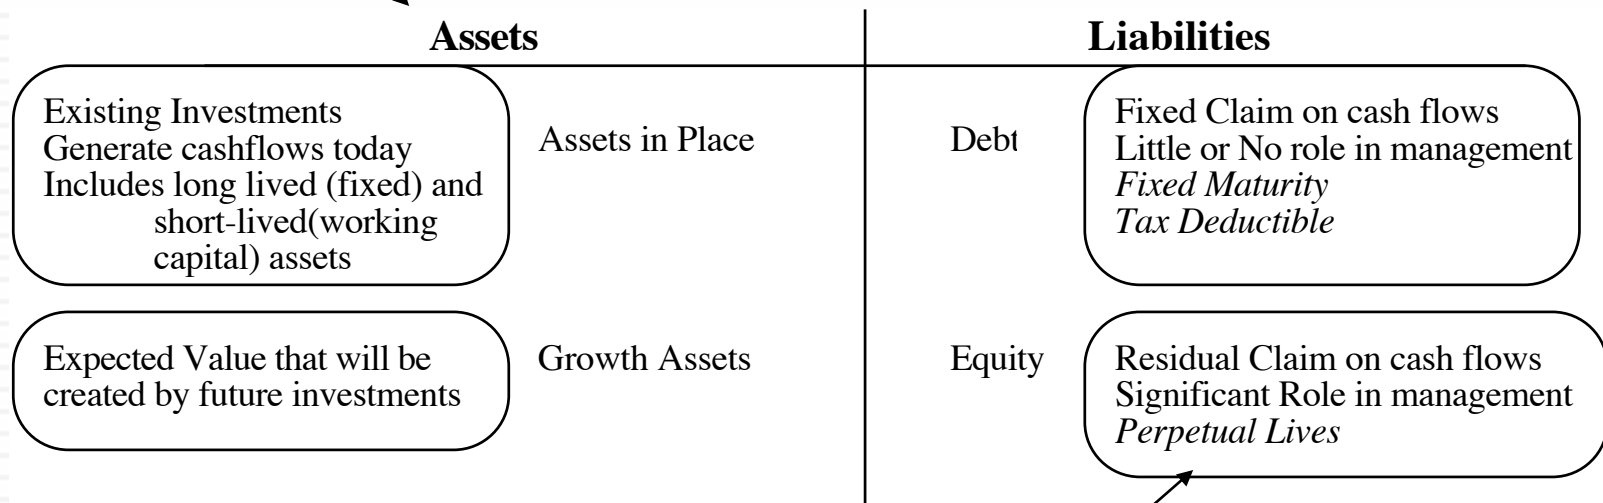 Assets
Liabilities
Existing Investments
Generate cashflows today
Includes long lived (fixed) and
short-lived(working
capital) assets
Assets in Place
Debt
Fixed Claim on cash flows
Little or No role in management
Fixed Maturity
Tax Deductible
Expected Value that will be
created by future investments
Growth Assets
Equity
Residual Claim on cash flows
Significant Role in management
Perpetual Lives